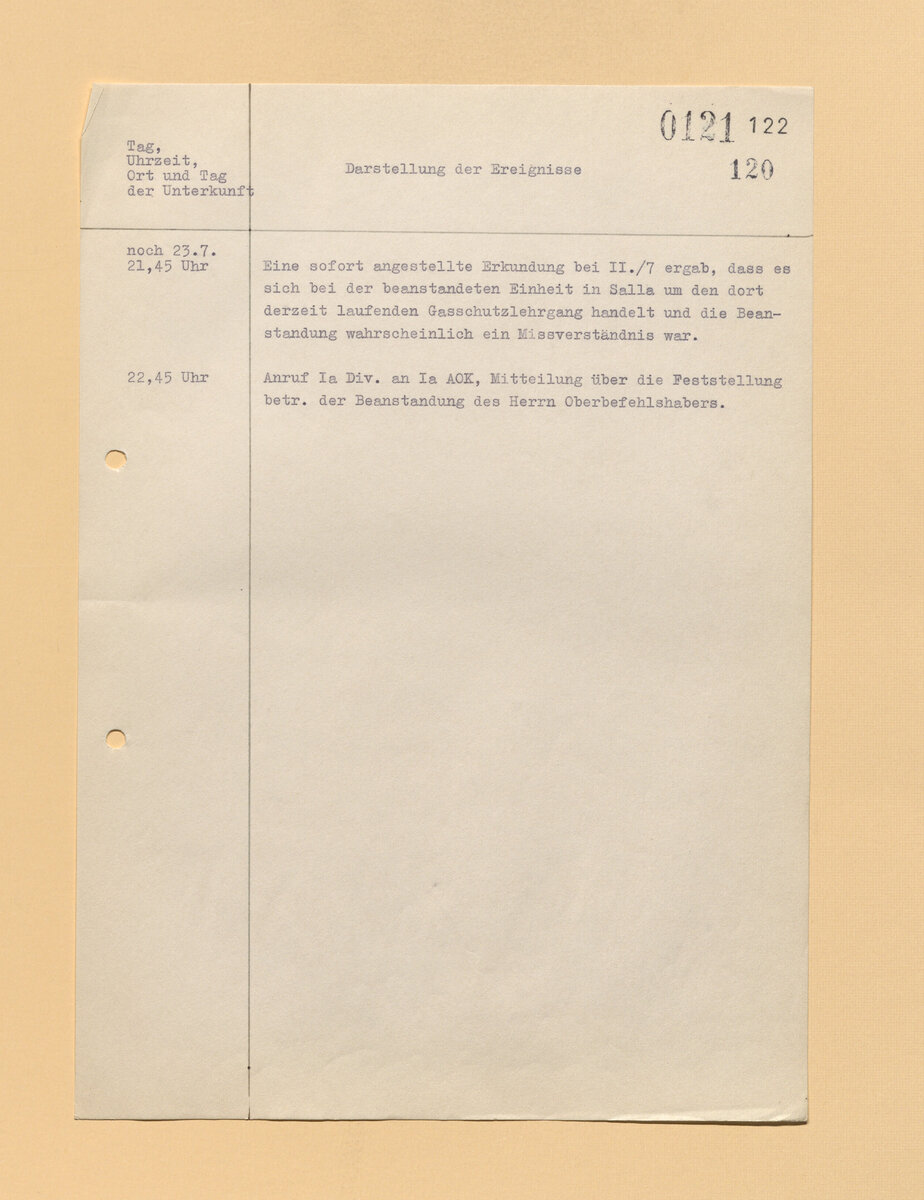 0121 122
120
Tag,
Uhrzeit,
Ort und Tag
der Unterkunft
Darstellung der Ereignisse
noch 23.7.
21,45 Uhr
Eine sofort angestellte Erkundung bei II./7 ergab, dass es
sich bei der beanstandeten Einheit in Salla um den dort
derzeit laufenden Gasschutzlehrgang handelt und die Bean-
standung wahrscheinlich ein Missverständnis war.
22,45 Uhr
Anruf Ia Div. an Ia AOK, Mitteilung über die Feststellung
betr. der Beanstandung des Herrn Oberbefehlshabers.